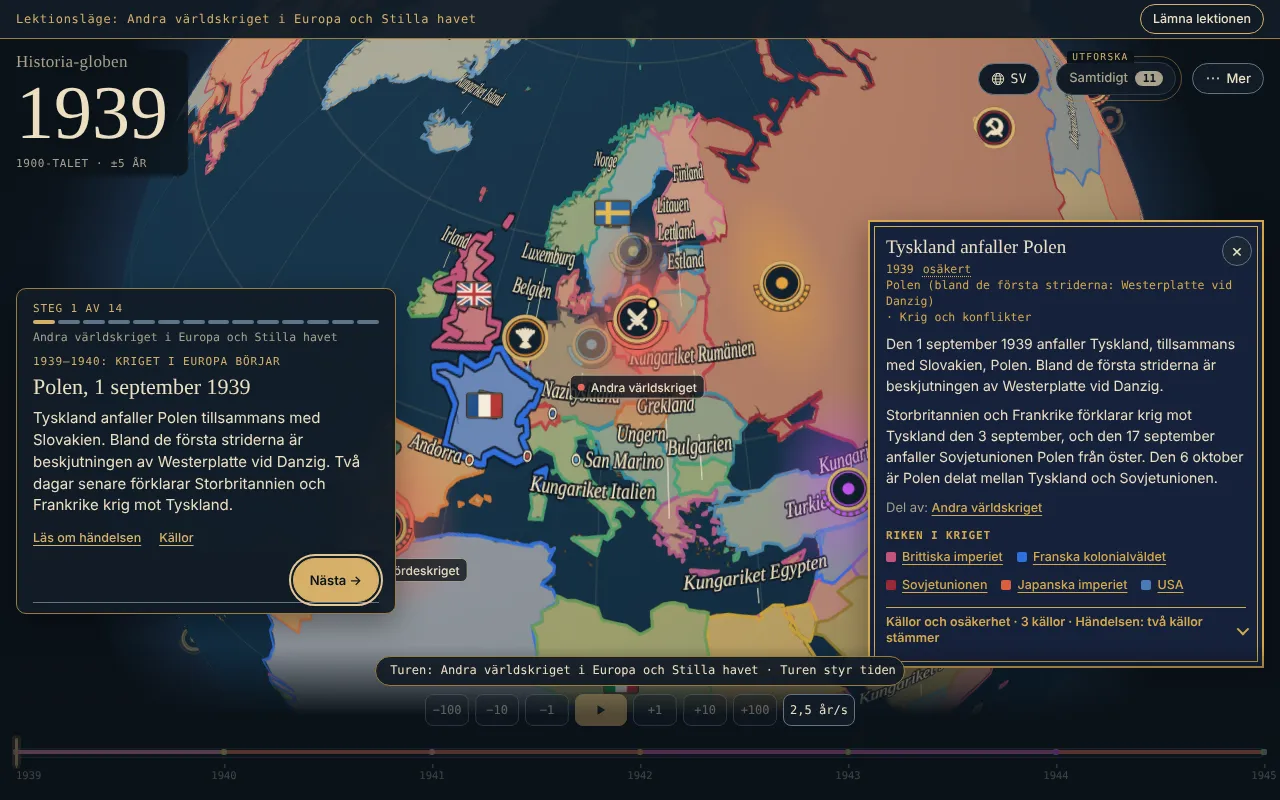 Lektionsläge: Andra världskriget i Europa och Stilla havet
Lämna lektionen
Historia-globen
1939
1900-TALET · ±5 ÅR
SV
UTFORSKA
Samtidigt 11
··· Mer
Kungariket Island
Norge
Finland
Litauen
Lettland
Estland
Irland
Luxemburg
Belgien
Kungariket Rumänien
Andra världskriget
Grekland
Ungern
Bulgarien
Andorra
San Marino
Kungariket Italien
Kungariket Egypten
STEG 1 AV 14
Andra världskriget i Europa och Stilla havet
1939–1940: KRIGET I EUROPA BÖRJAR
Polen, 1 september 1939
Tyskland anfaller Polen tillsammans med
Slovakien. Bland de första striderna är
beskjutningen av Westerplatte vid Danzig. Två
dagar senare förklarar Storbritannien och
Frankrike krig mot Tyskland.
Läs om händelsen
Källor
Nästa →
ördeskriget
Tyskland anfaller Polen
×
1939 osäkert
Polen (bland de första striderna: Westerplatte vid
Danzig)
· Krig och konflikter
Den 1 september 1939 anfaller Tyskland, tillsammans
med Slovakien, Polen. Bland de första striderna är
beskjutningen av Westerplatte vid Danzig.
Storbritannien och Frankrike förklarar krig mot
Tyskland den 3 september, och den 17 september
anfaller Sovjetunionen Polen från öster. Den 6 oktober
är Polen delat mellan Tyskland och Sovjetunionen.
Del av: Andra världskriget
RIKEN I KRIGET
Brittiska imperiet
Franska kolonialväldet
Sovjetunionen
Japanska imperiet
USA
Källor och osäkerhet · 3 källor · Händelsen: två källor
stämmer
Turen: Andra världskriget i Europa och Stilla havet · Turen styr tiden
−100
−10
−1
+1
+10
+100
2,5 år/s
1939
1940
1941
1942
1943
1944
1945